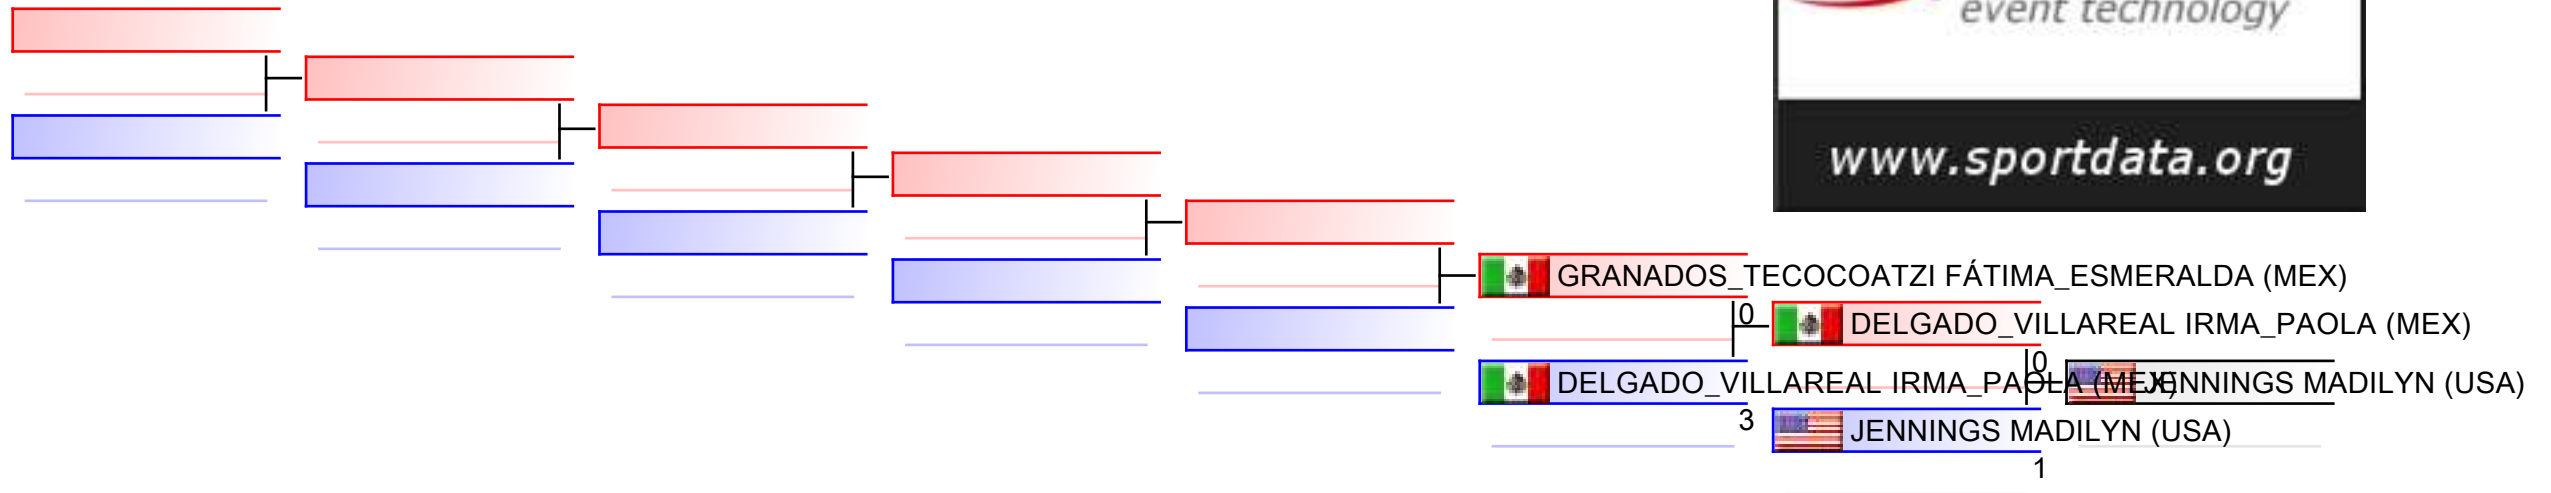 event technology
www.sportdata.org
GRANADOS_TECOCOATZI FÁTIMA_ESMERALDA (MEX)
0
DELGADO_VILLAREAL IRMA_PAOLA (MEX)
0
DELGADO_VILLAREAL IRMA_PAOLA (MEX)
JENNINGS MADILYN (USA)
3
JENNINGS MADILYN (USA)
1